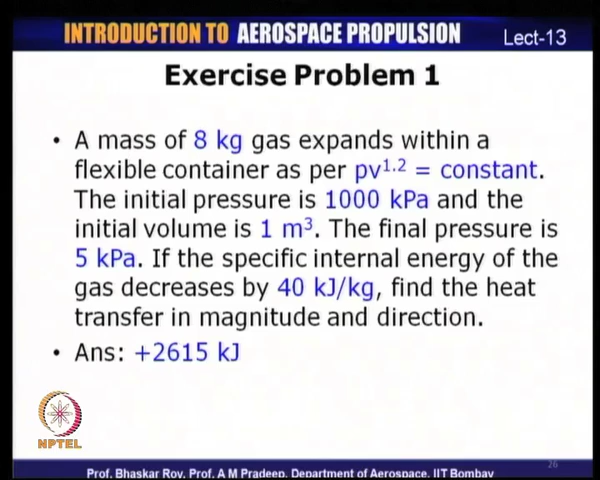 INTRODUCTION TO AEROSPACE PROPULSION
Lect-13
Exercise Problem 1
• A mass of 8 kg gas expands within a
flexible container as per pv^1.2 = constant.
The initial pressure is 1000 kPa and the
initial volume is 1 m³. The final pressure is
5 kPa. If the specific internal energy of the
gas decreases by 40 kJ/kg, find the heat
transfer in magnitude and direction.
• Ans: +2615 kJ
NPTEL
26
Prof. Bhaskar Roy, Prof. A M Pradeep, Department of Aerospace, IIT Bombay